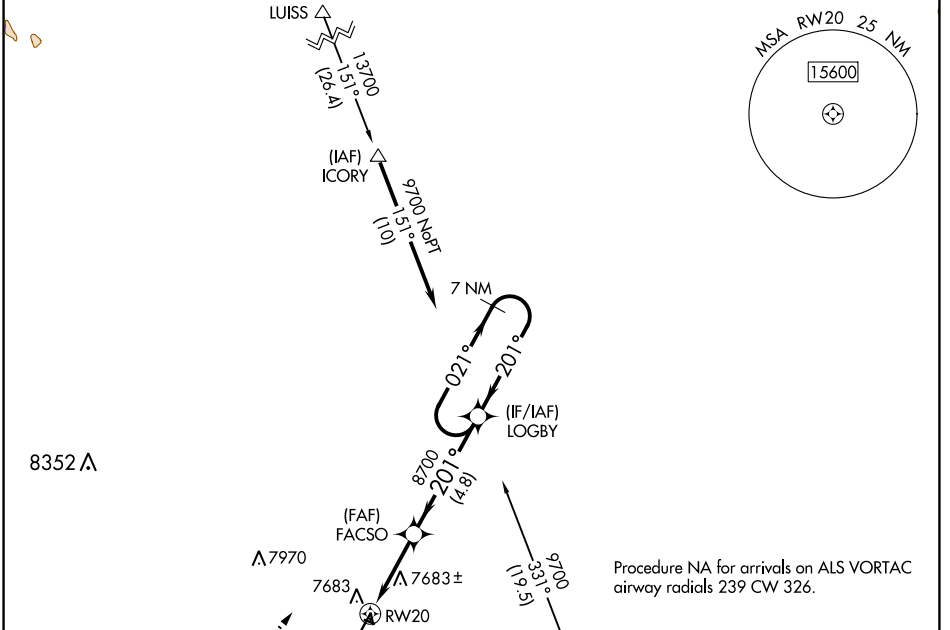 LUISS
13700
151°
(26.4)
MSA RW20 25 NM
15600
(IAF)
ICORY
9700 NoPT
151°
(10)
7 NM
021°
201°
(IF/IAF)
LOGBY
8352
8700
201°
(4.8)
(FAF)
FACSO
7970
7683
7683±
RW20
9700
331°
(19.5)
Procedure NA for arrivals on ALS VORTAC
airway radials 239 CW 326.